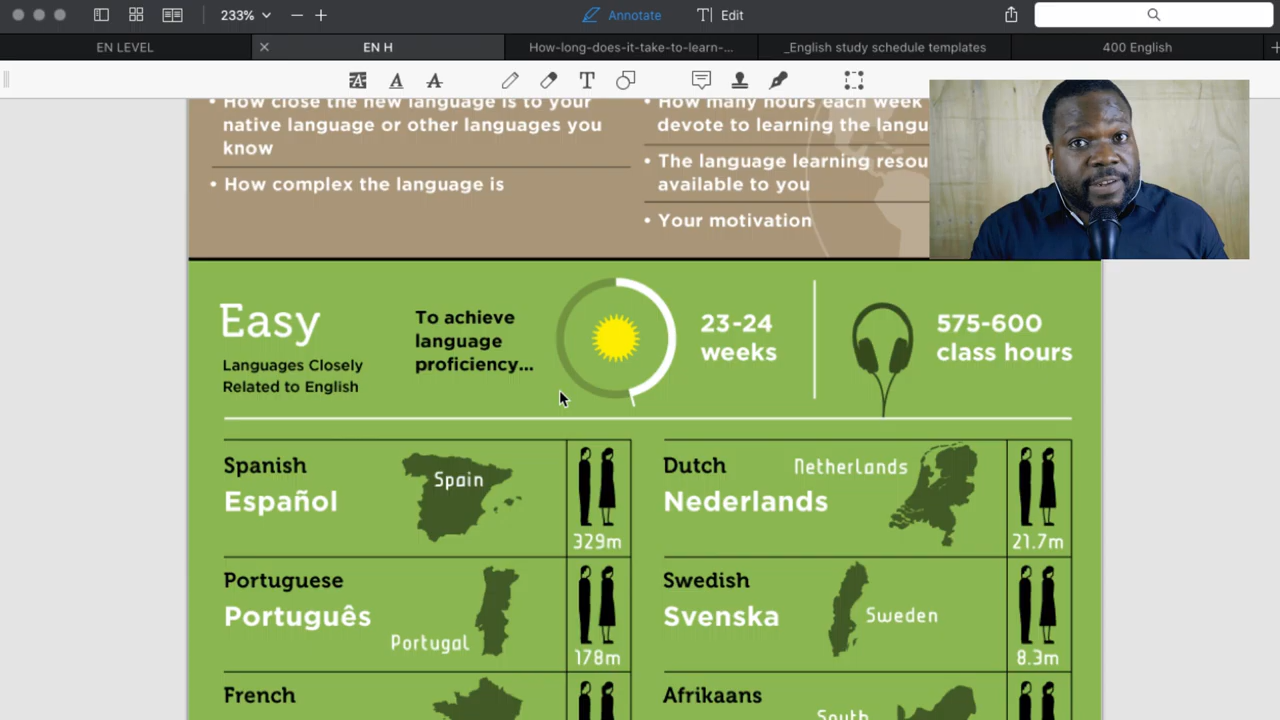 233%
Annotate
Edit
EN LEVEL
EN H
How-long-does-it-take-to-learn-...
_English study schedule templates
400 English
• How close the new language is to your
native language or other languages you
know
• How complex the language is
• How many hours each week
devote to learning the langu
• The language learning resou
available to you
• Your motivation
Easy
Languages Closely
Related to English
To achieve
language
proficiency...
23-24
weeks
575-600
class hours
Spanish
Español
Spain
329m
Dutch
Nederlands
Netherlands
21.7m
Portuguese
Português
Portugal
178m
Swedish
Svenska
Sweden
8.3m
French
Afrikaans
South